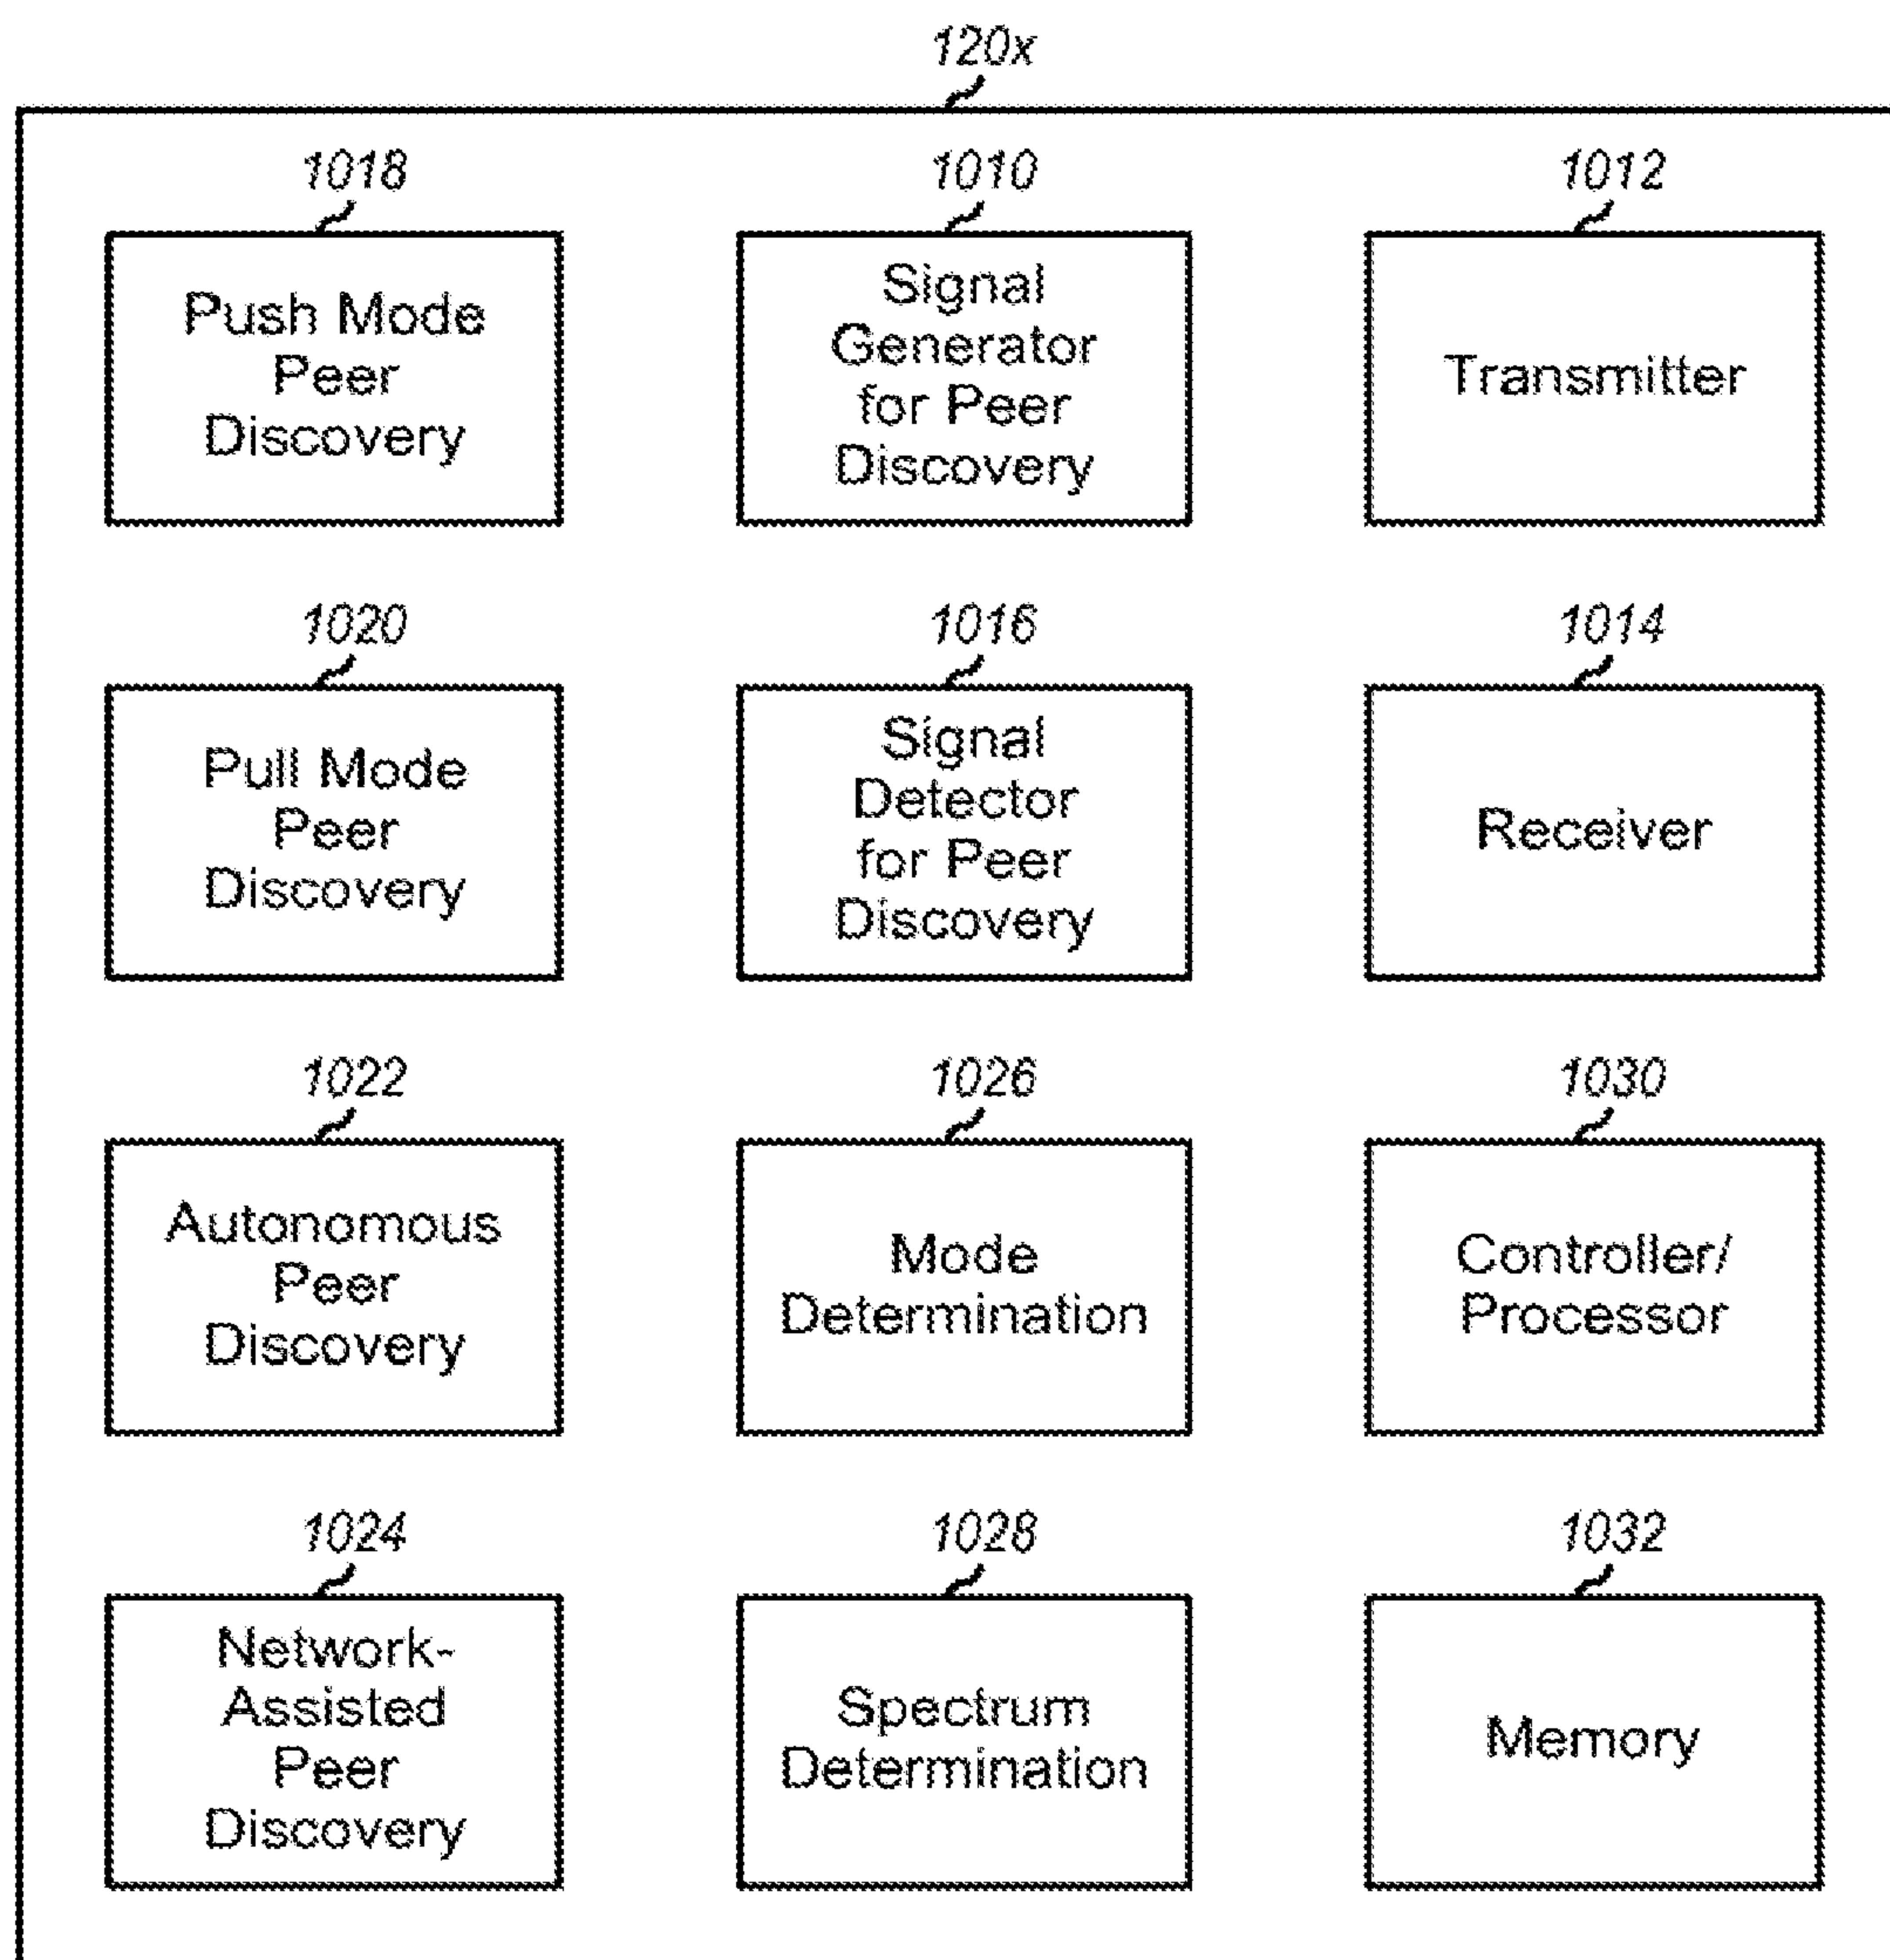 120x
1018
Push Mode
Peer
Discovery
1010
Signal
Generator
for Peer
Discovery
1012
Transmitter
1020
Pull Mode
Peer
Discovery
1016
Signal
Detector
for Peer
Discovery
1014
Receiver
1022
Autonomous
Peer
Discovery
1026
Mode
Determination
1030
Controller/
Processor
1024
Network-
Assisted
Peer
Discovery
1028
Spectrum
Determination
1032
Memory